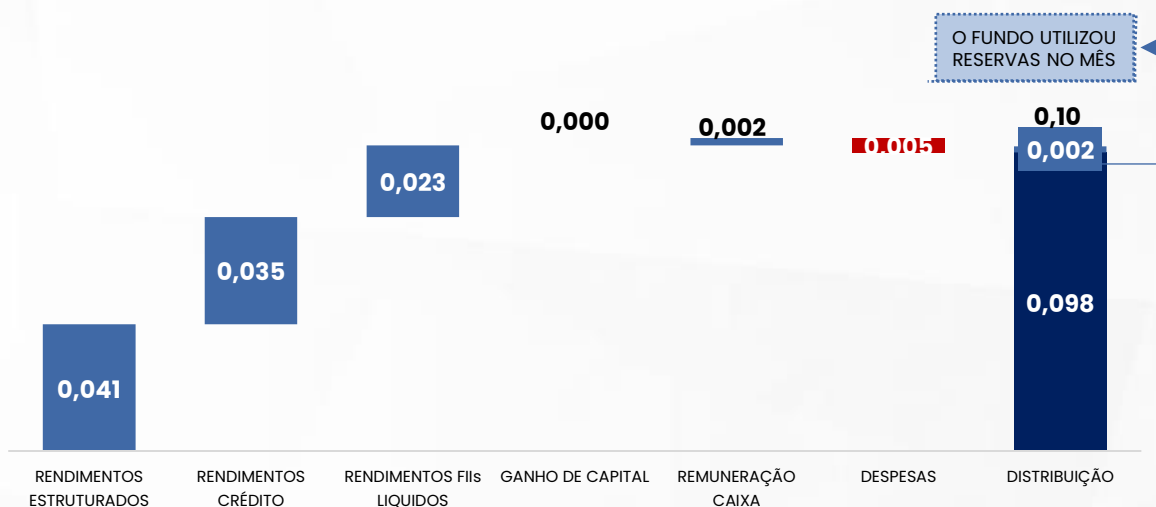 O FUNDO UTILIZOU
RESERVAS NO MÊS
0,041
0,035
0,023
0,000
0,002
0,005
0,10
0,002
0,098
RENDIMENTOS
ESTRUTURADOS
RENDIMENTOS
CRÉDITO
RENDIMENTOS FIIs
LIQUIDOS
GANHO DE CAPITAL
REMUNERAÇÃO
CAIXA
DESPESAS
DISTRIBUIÇÃO